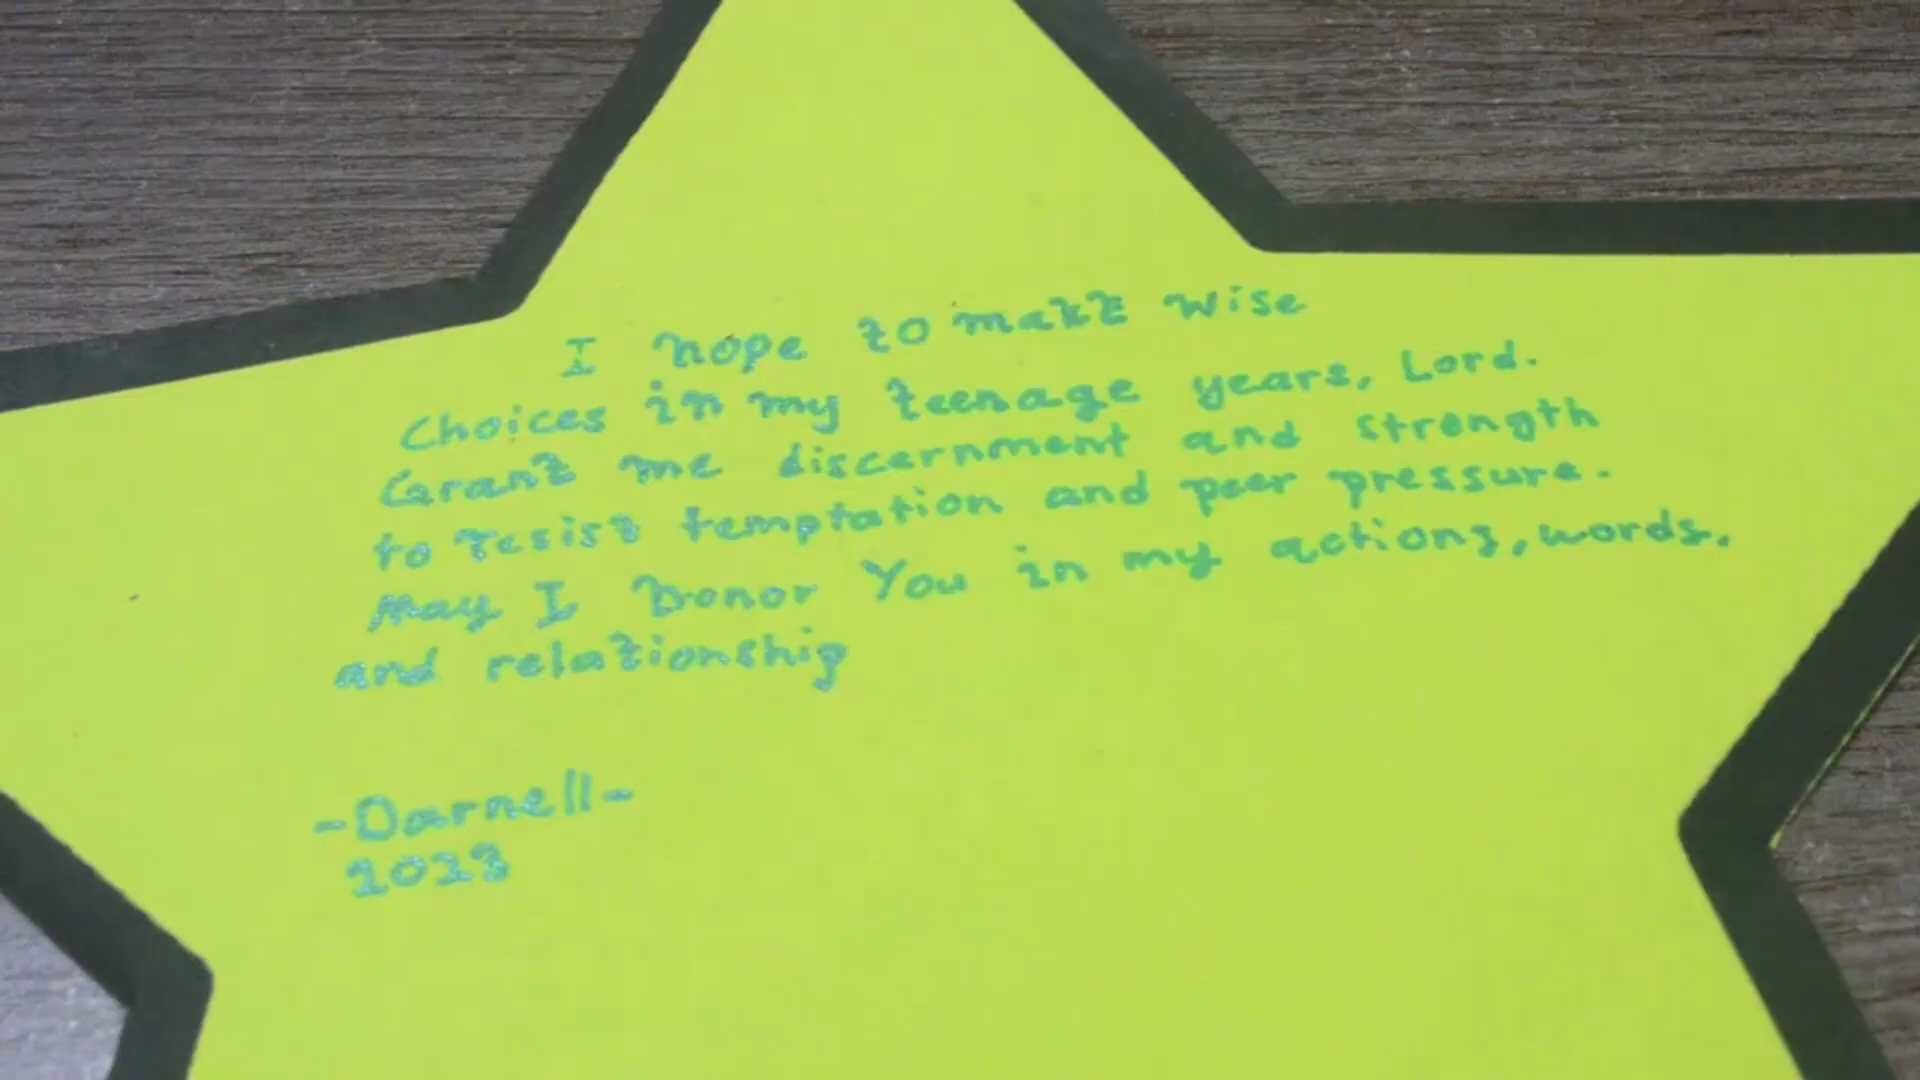 I hope to make wise
Choices in my teenage years, Lord.
Grant me discernment and strength
to resist temptation and peer pressure.
May I Honor You in my actions, words,
and relationship
-Darnell-
2023